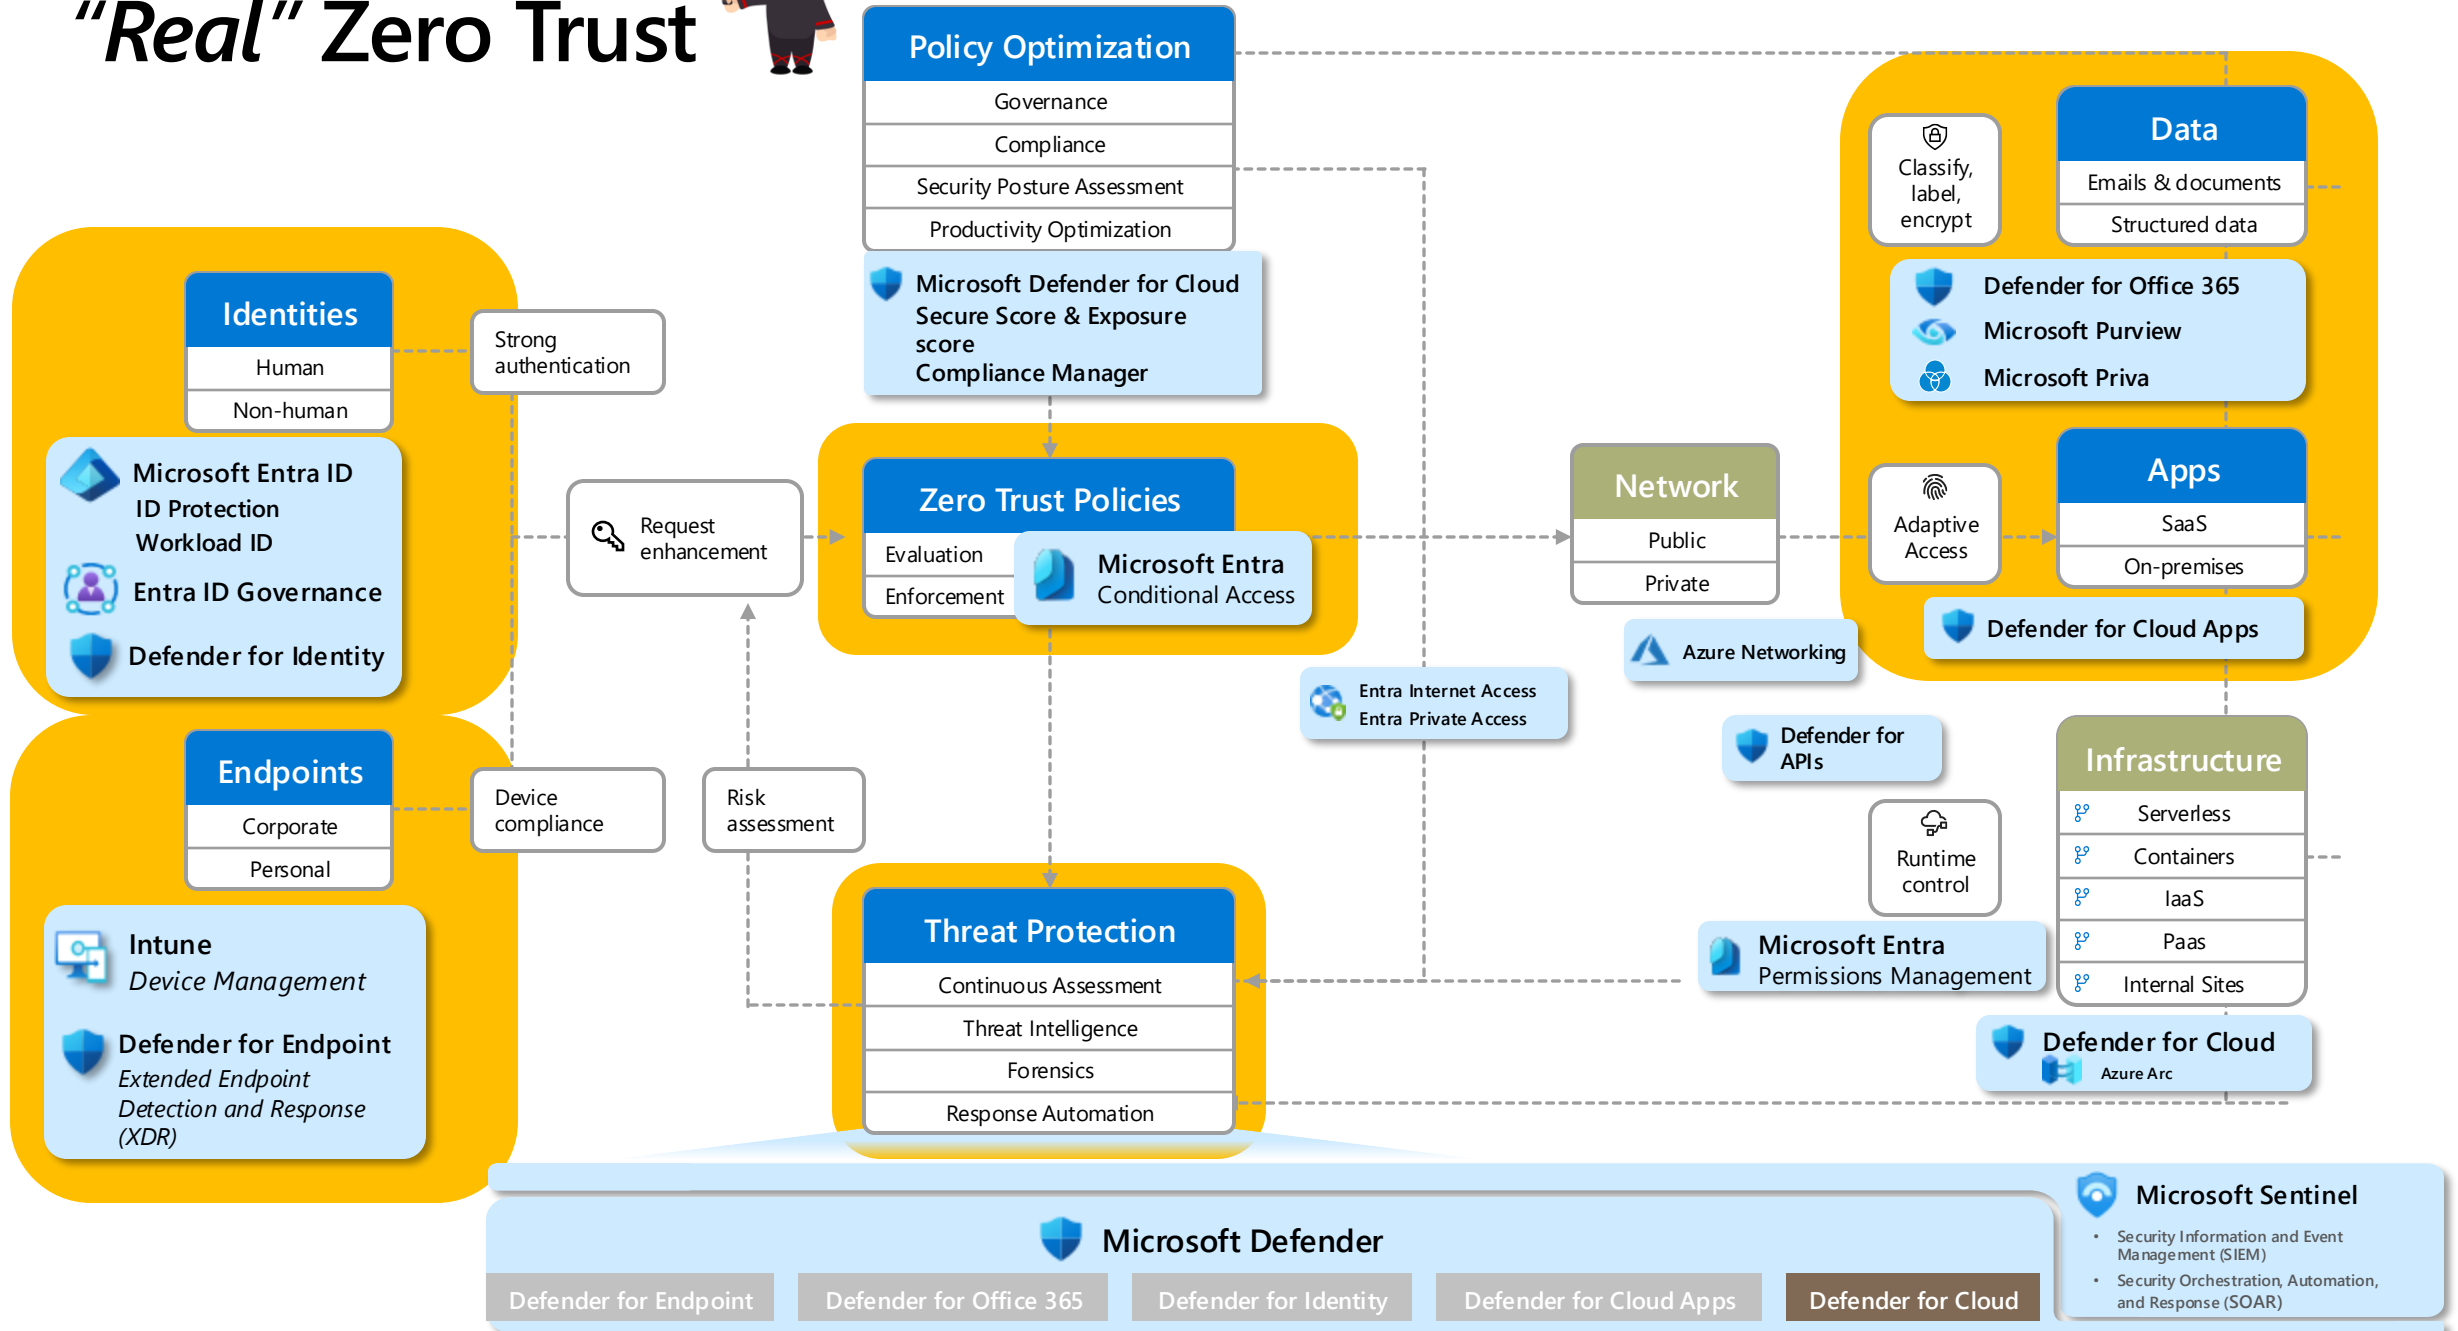 “Real” Zero Trust
Policy Optimization
Governance
Compliance
Security Posture Assessment
Productivity Optimization
Microsoft Defender for Cloud
Secure Score & Exposure
score
Compliance Manager
Identities
Human
Non-human
Microsoft Entra ID
ID Protection
Workload ID
Entra ID Governance
Defender for Identity
Strong
authentication
Endpoints
Corporate
Personal
Intune
Device Management
Defender for Endpoint
Extended Endpoint
Detection and Response
(XDR)
Device
compliance
Request
enhancement
Risk
assessment
Zero Trust Policies
Evaluation
Enforcement
Microsoft Entra
Conditional Access
Threat Protection
Continuous Assessment
Threat Intelligence
Forensics
Response Automation
Entra Internet Access
Entra Private Access
Network
Public
Private
Azure Networking
Defender for
APIs
Classify,
label,
encrypt
Data
Emails & documents
Structured data
Defender for Office 365
Microsoft Purview
Microsoft Priva
Adaptive
Access
Apps
SaaS
On-premises
Defender for Cloud Apps
Infrastructure
Serverless
Containers
IaaS
Paas
Internal Sites
Runtime
control
Microsoft Entra
Permissions Management
Defender for Cloud
Azure Arc
Microsoft Defender
Defender for Endpoint
Defender for Office 365
Defender for Identity
Defender for Cloud Apps
Defender for Cloud
Microsoft Sentinel
• Security Information and Event
Management (SIEM)
• Security Orchestration, Automation,
and Response (SOAR)